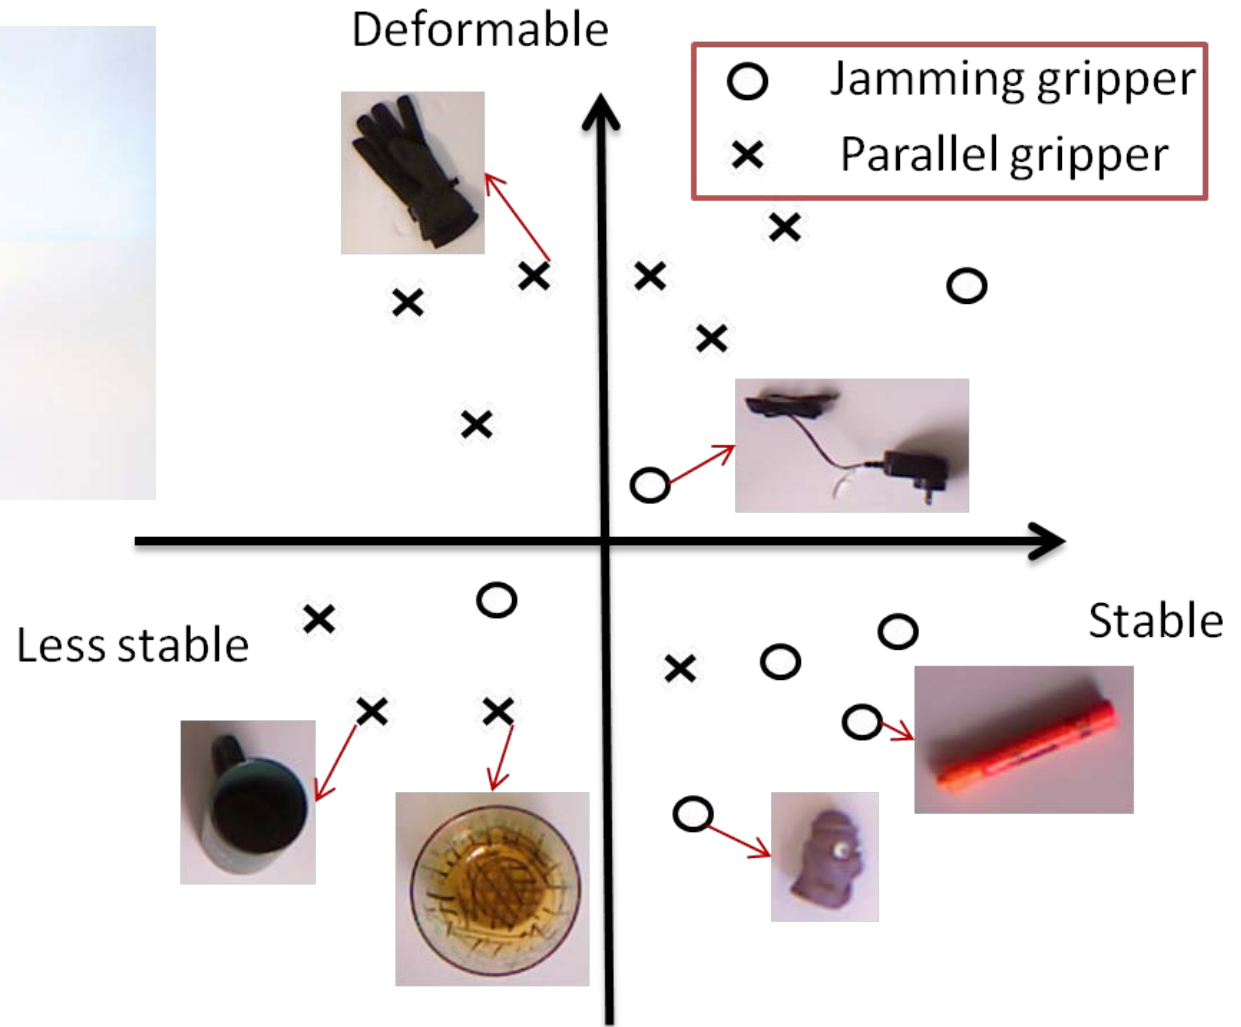 Deformable
Jamming gripper
Parallel gripper
Less stable
Stable